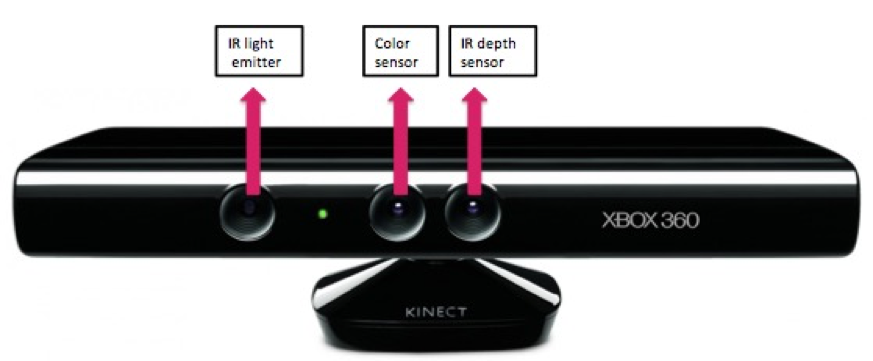 IR light
emitter
Color
sensor
IR depth
sensor
XBOX 360
KINECT